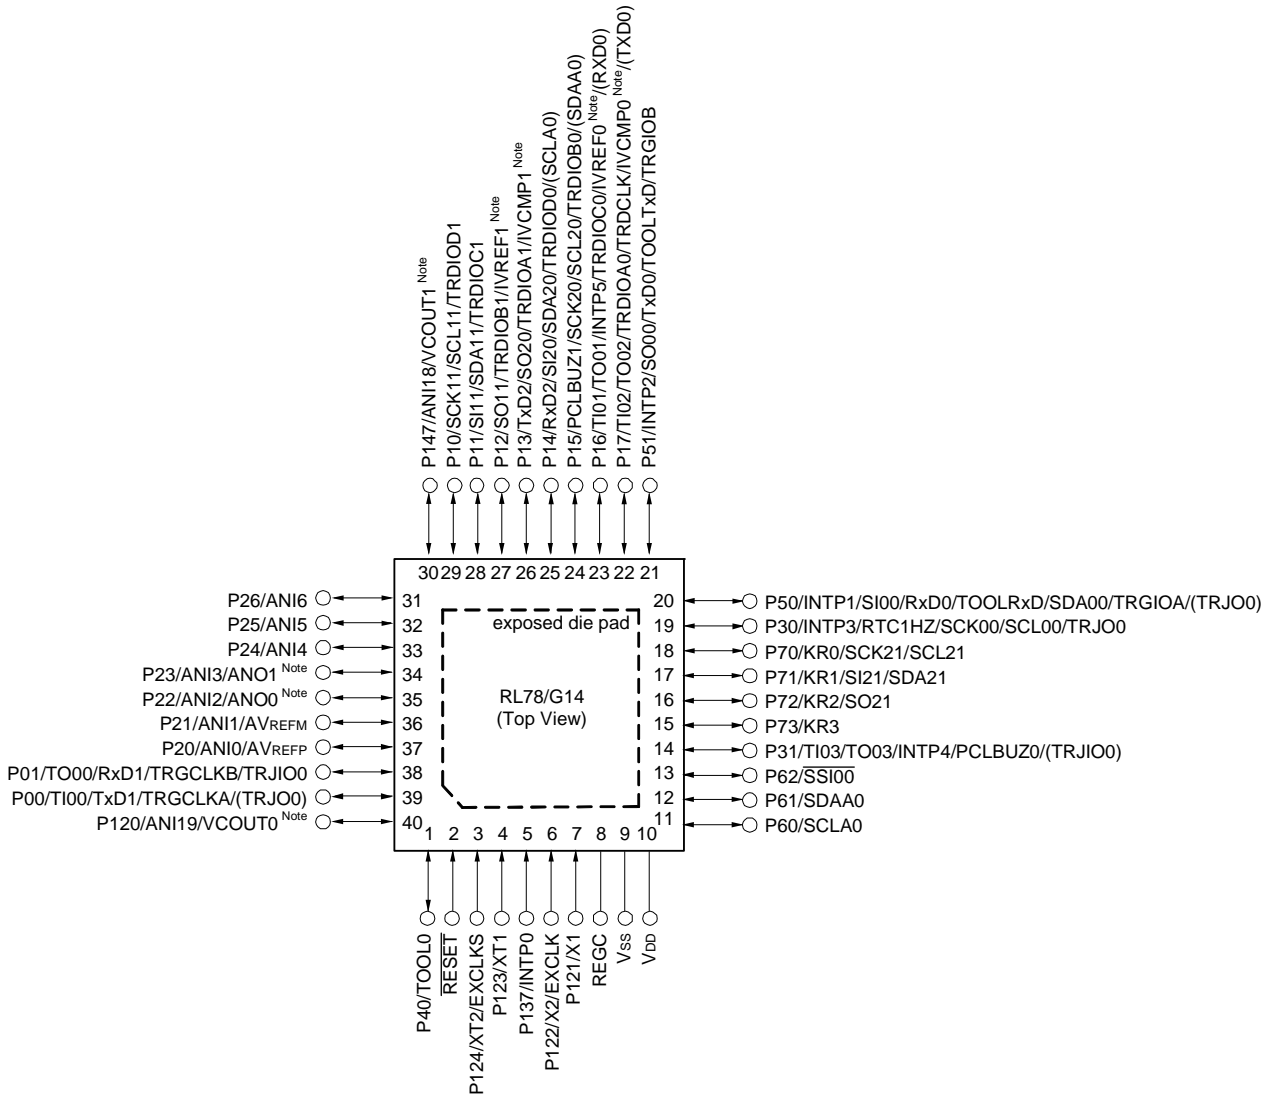 P147/ANI18/VCOUT1 Note
P10/SCK11/SCL11/TRDIOD1
P11/SI11/SDA11/TRDIOC1
P12/SO11/TRDIOB1/IVREF1 Note
P13/TxD2/SO20/TRDIOA1/IVCMP1 Note
P14/RxD2/SI20/SDA20/TRDIOD0/(SCLA0)
P15/PCLBUZ1/SCK20/SCL20/TRDIOB0/(SDAA0)
P16/TI01/TO01/INTP5/TRDIOC0/IVREF0 Note/(RXD0)
P17/TI02/TO02/TRDIOA0/TRDCLK/IVCMP0 Note/(TXD0)
P51/INTP2/SO00/TxD0/TOOLTxD/TRGIOB
30 29 28 27 26 25 24 23 22 21
P26/ANI6 31
P25/ANI5 32
P24/ANI4 33
P23/ANI3/ANO1 Note 34
P22/ANI2/ANO0 Note 35
P21/ANI1/AVREFM 36
P20/ANI0/AVREFP 37
P01/TO00/RxD1/TRGCLKB/TRJIO0 38
P00/TI00/TxD1/TRGCLKA/(TRJO0) 39
P120/ANI19/VCOUT0 Note 40
exposed die pad
RL78/G14
(Top View)
20 P50/INTP1/SI00/RxD0/TOOLRxD/SDA00/TRGIOA/(TRJO0)
19 P30/INTP3/RTC1HZ/SCK00/SCL00/TRJO0
18 P70/KR0/SCK21/SCL21
17 P71/KR1/SI21/SDA21
16 P72/KR2/SO21
15 P73/KR3
14 P31/TI03/TO03/INTP4/PCLBUZ0/(TRJIO0)
13 P62/SSI00
12 P61/SDAA0
11 P60/SCLA0
1 2 3 4 5 6 7 8 9 10
P40/TOOL0
RESET
P124/XT2/EXCLKS
P123/XT1
P137/INTP0
P122/X2/EXCLK
P121/X1
REGC
VSS
VDD